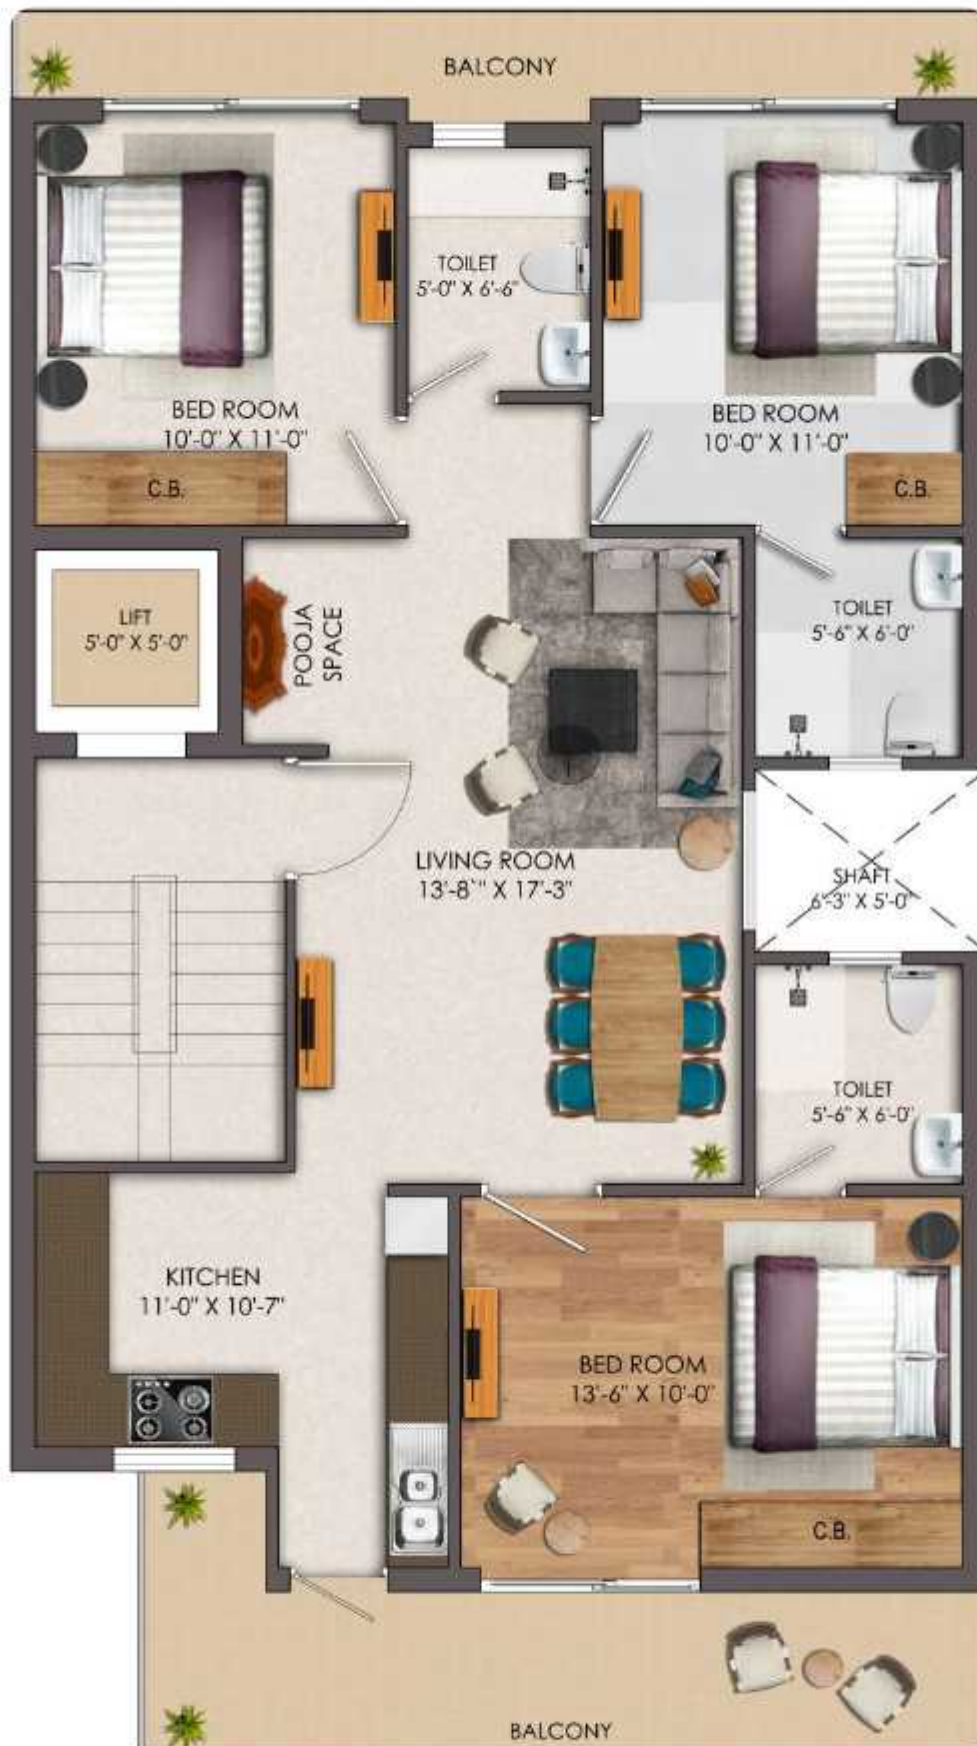 BALCONY
TOILET
5'-0" X 6'-6"
BED ROOM
10'-0" X 11'-0"
BED ROOM
10'-0" X 11'-0"
C.B.
C.B.
LIFT
5'-0" X 5'-0"
POOJA
SPACE
TOILET
5'-6" X 6'-0"
LIVING ROOM
13'-8`" X 17'-3"
SHAFT
6'-3" X 5'-0"
TOILET
5'-6" X 6'-0"
KITCHEN
11'-0" X 10'-7"
BED ROOM
13'-6" X 10'-0"
C.B.
BALCONY